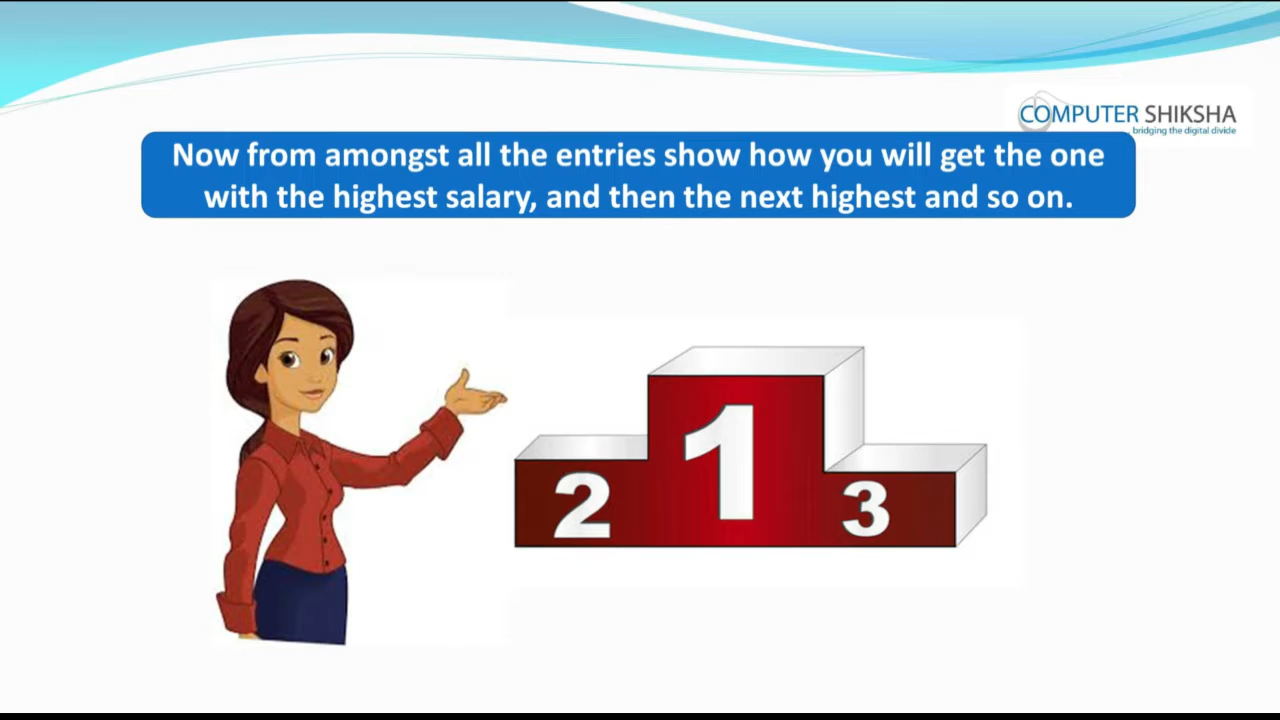 COMPUTER SHIKSHA
bridging the digital divide
Now from amongst all the entries show how you will get the one
with the highest salary, and then the next highest and so on.
1
2
3